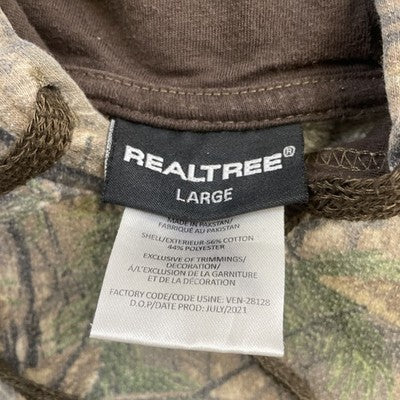 REALTREE®
LARGE
MADE IN PAKISTAN/
FABRIQUÉ AU PAKISTAN
SHELL/EXTERIEUR-56% COTTON.
44% POLYESTER
EXCLUSIVE OF TRIMMINGS/
DECORATION/
A/L'EXCLUSION DE LA GARNITURE
ET DE LA DÉCORATION
FACTORY CODE/CODE USINE: VEN-28128
D.O.P/DATE PROD: JULY/2021